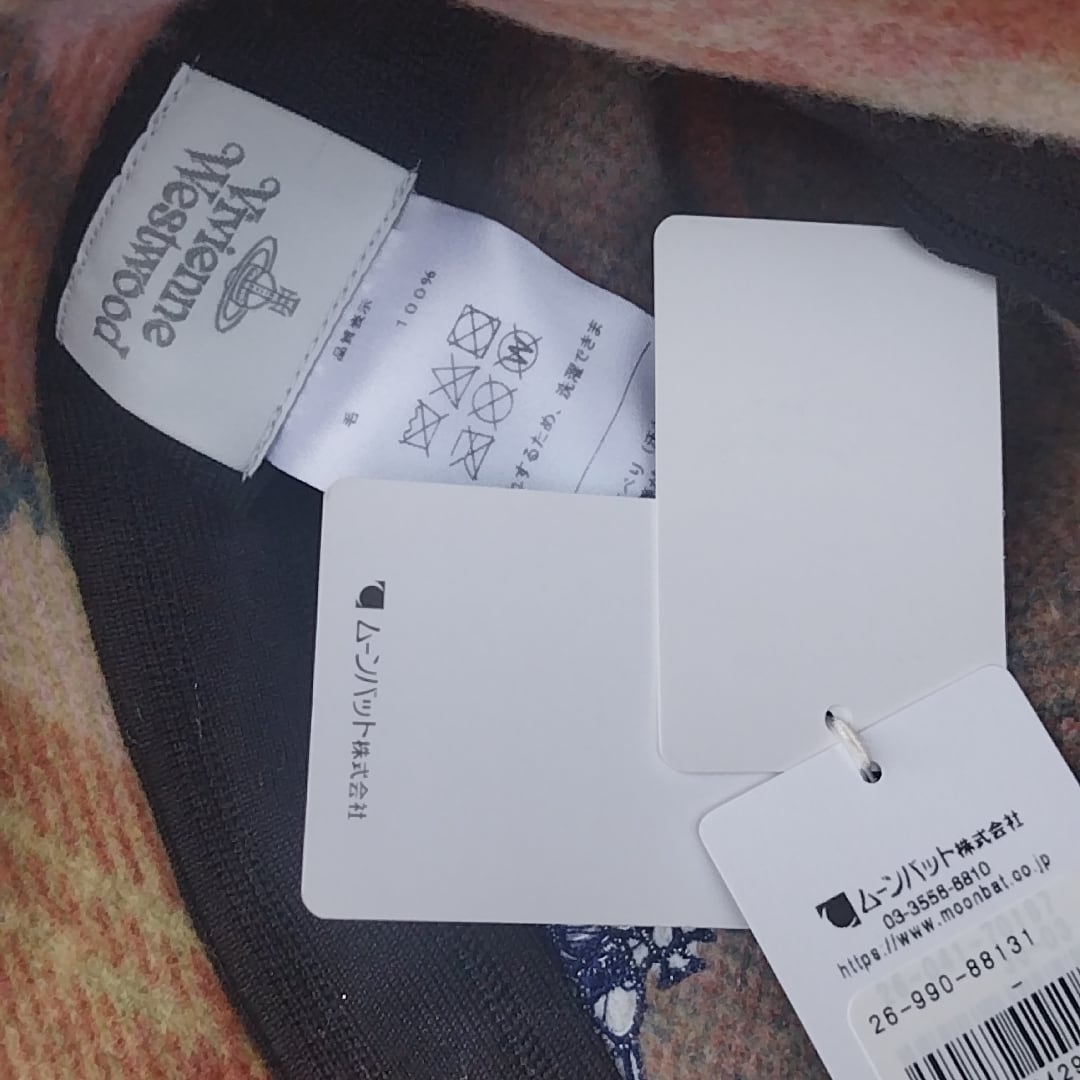 Vivienne
Westwood
品質表示
毛 100%
するため、洗濯できま
ムーンバット株式会社
ムーンバット株式会社
03-3558-8810
https://www.moonbat.co.jp
26-990-88131